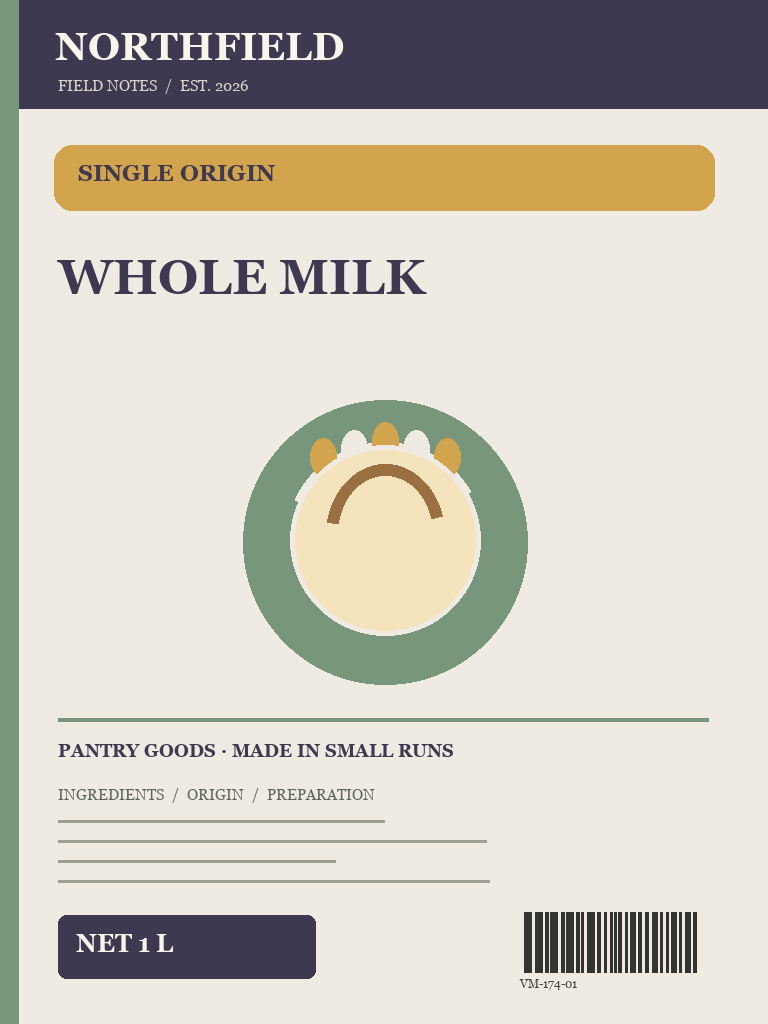 NORTHFIELD
FIELD NOTES / EST. 2026
SINGLE ORIGIN
WHOLE MILK
PANTRY GOODS · MADE IN SMALL RUNS
INGREDIENTS / ORIGIN / PREPARATION
NET 1 L
VM-174-01